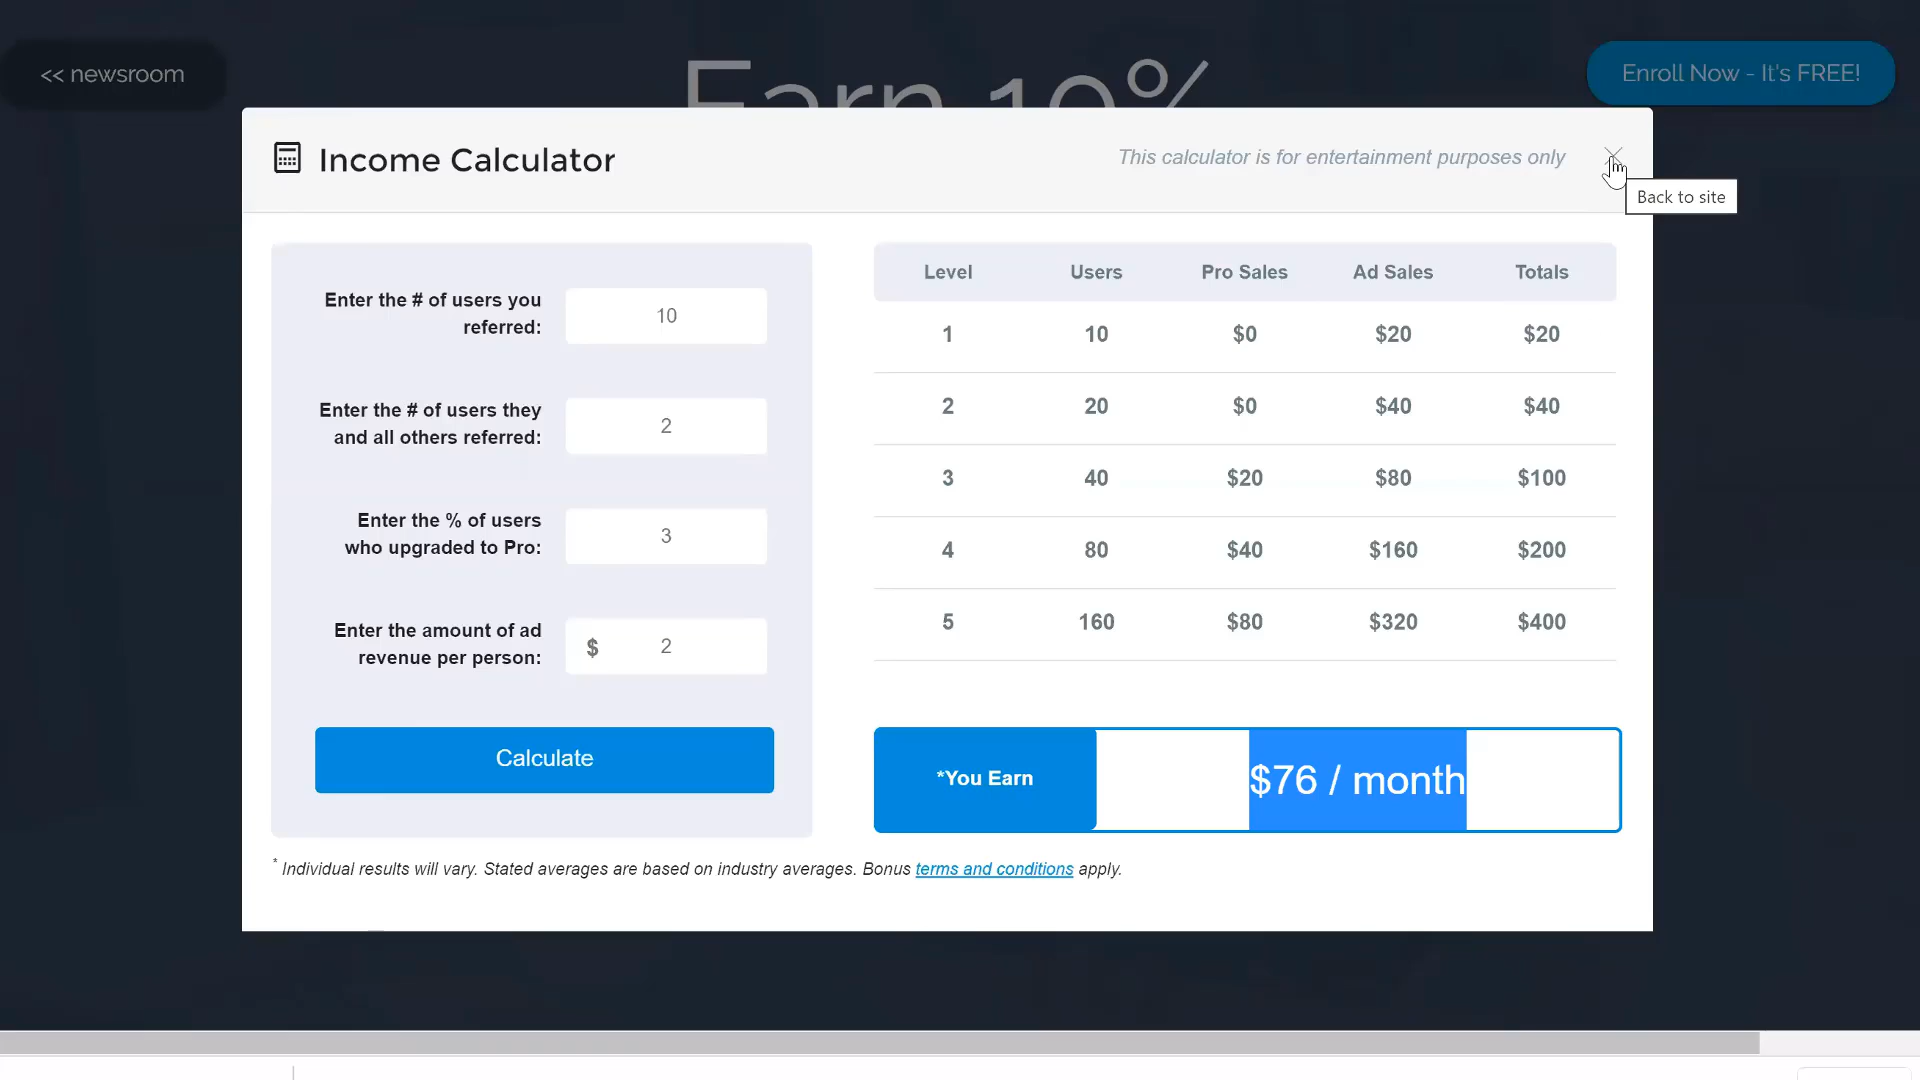 << newsroom
Earn 10%
Enroll Now - It's FREE!
Income Calculator
This calculator is for entertainment purposes only
Back to site
Enter the # of users you
referred:
10
Enter the # of users they
and all others referred:
2
Enter the % of users
who upgraded to Pro:
3
Enter the amount of ad
revenue per person:
$ 2
Calculate
Level Users Pro Sales Ad Sales Totals
1 10 $0 $20 $20
2 20 $0 $40 $40
3 40 $20 $80 $100
4 80 $40 $160 $200
5 160 $80 $320 $400
*You Earn $76 / month
* Individual results will vary. Stated averages are based on industry averages. Bonus terms and conditions apply.